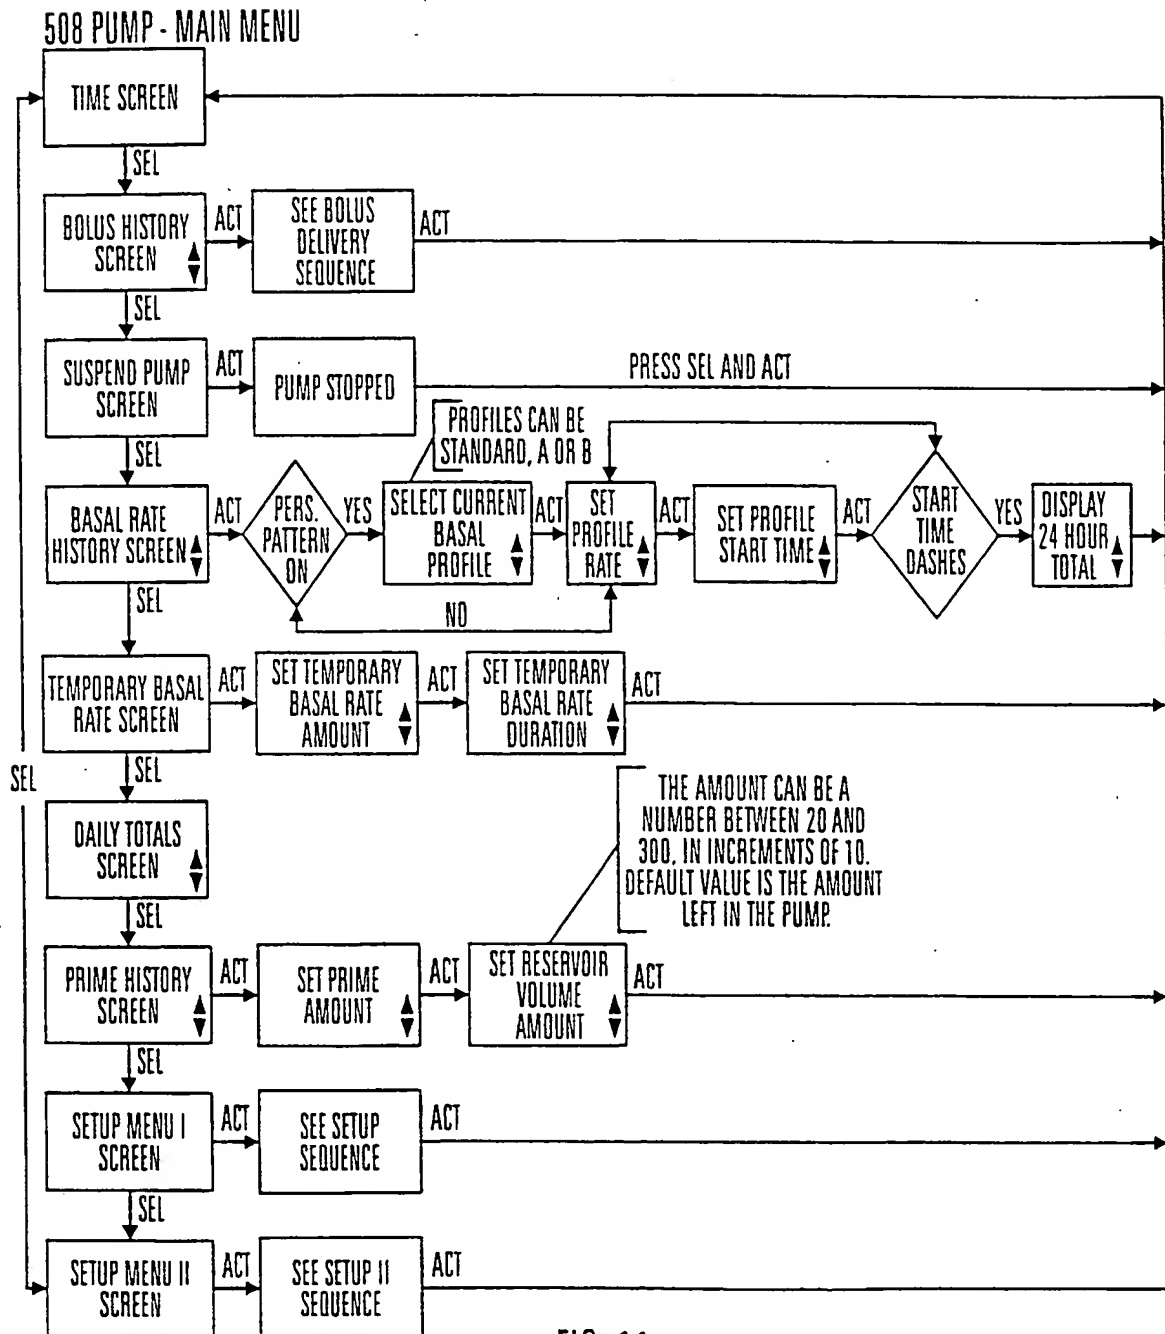 508 PUMP - MAIN MENU
TIME SCREEN
SEL
BOLUS HISTORY
SCREEN
ACT
SEE BOLUS
DELIVERY
SEQUENCE
ACT
SEL
SUSPEND PUMP
SCREEN
ACT
PUMP STOPPED
PRESS SEL AND ACT
SEL
PROFILES CAN BE
STANDARD, A OR B
BASAL RATE
HISTORY SCREEN
ACT
PERS.
PATTERN
ON
YES
SELECT CURRENT
BASAL
PROFILE
ACT
SET
PROFILE
RATE
ACT
SET PROFILE
START TIME
ACT
START
TIME
DASHES
YES
DISPLAY
24 HOUR
TOTAL
NO
SEL
TEMPORARY BASAL
RATE SCREEN
ACT
SET TEMPORARY
BASAL RATE
AMOUNT
ACT
SET TEMPORARY
BASAL RATE
DURATION
ACT
SEL
SEL
DAILY TOTALS
SCREEN
THE AMOUNT CAN BE A
NUMBER BETWEEN 20 AND
300, IN INCREMENTS OF 10.
DEFAULT VALUE IS THE AMOUNT
LEFT IN THE PUMP.
SEL
PRIME HISTORY
SCREEN
ACT
SET PRIME
AMOUNT
ACT
SET RESERVOIR
VOLUME
AMOUNT
ACT
SEL
SETUP MENU I
SCREEN
ACT
SEE SETUP
SEQUENCE
ACT
SEL
SETUP MENU II
SCREEN
ACT
SEE SETUP II
SEQUENCE
ACT